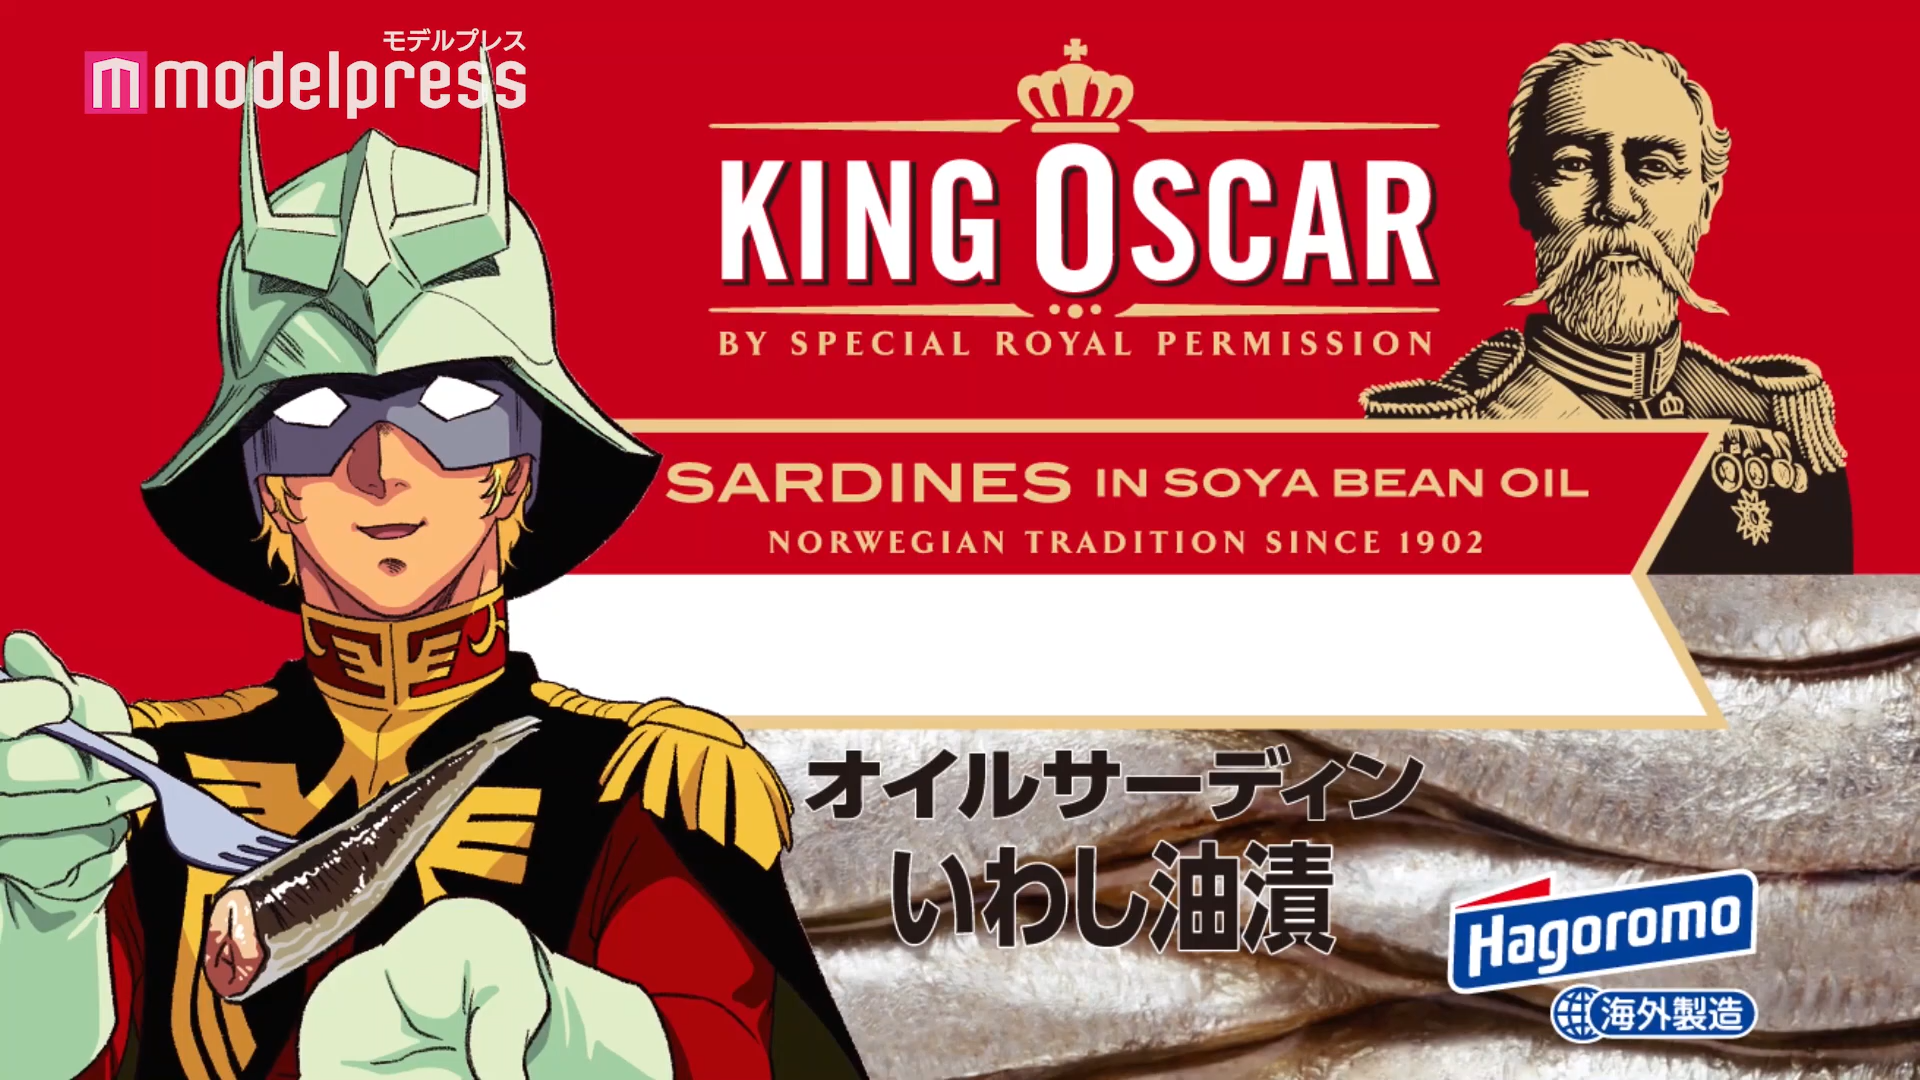 モデルプレス
modelpress
KING OSCAR
BY SPECIAL ROYAL PERMISSION
SARDINES IN SOYA BEAN OIL
NORWEGIAN TRADITION SINCE 1902
オイルサーディン
いわし油漬
Hagoromo
海外製造